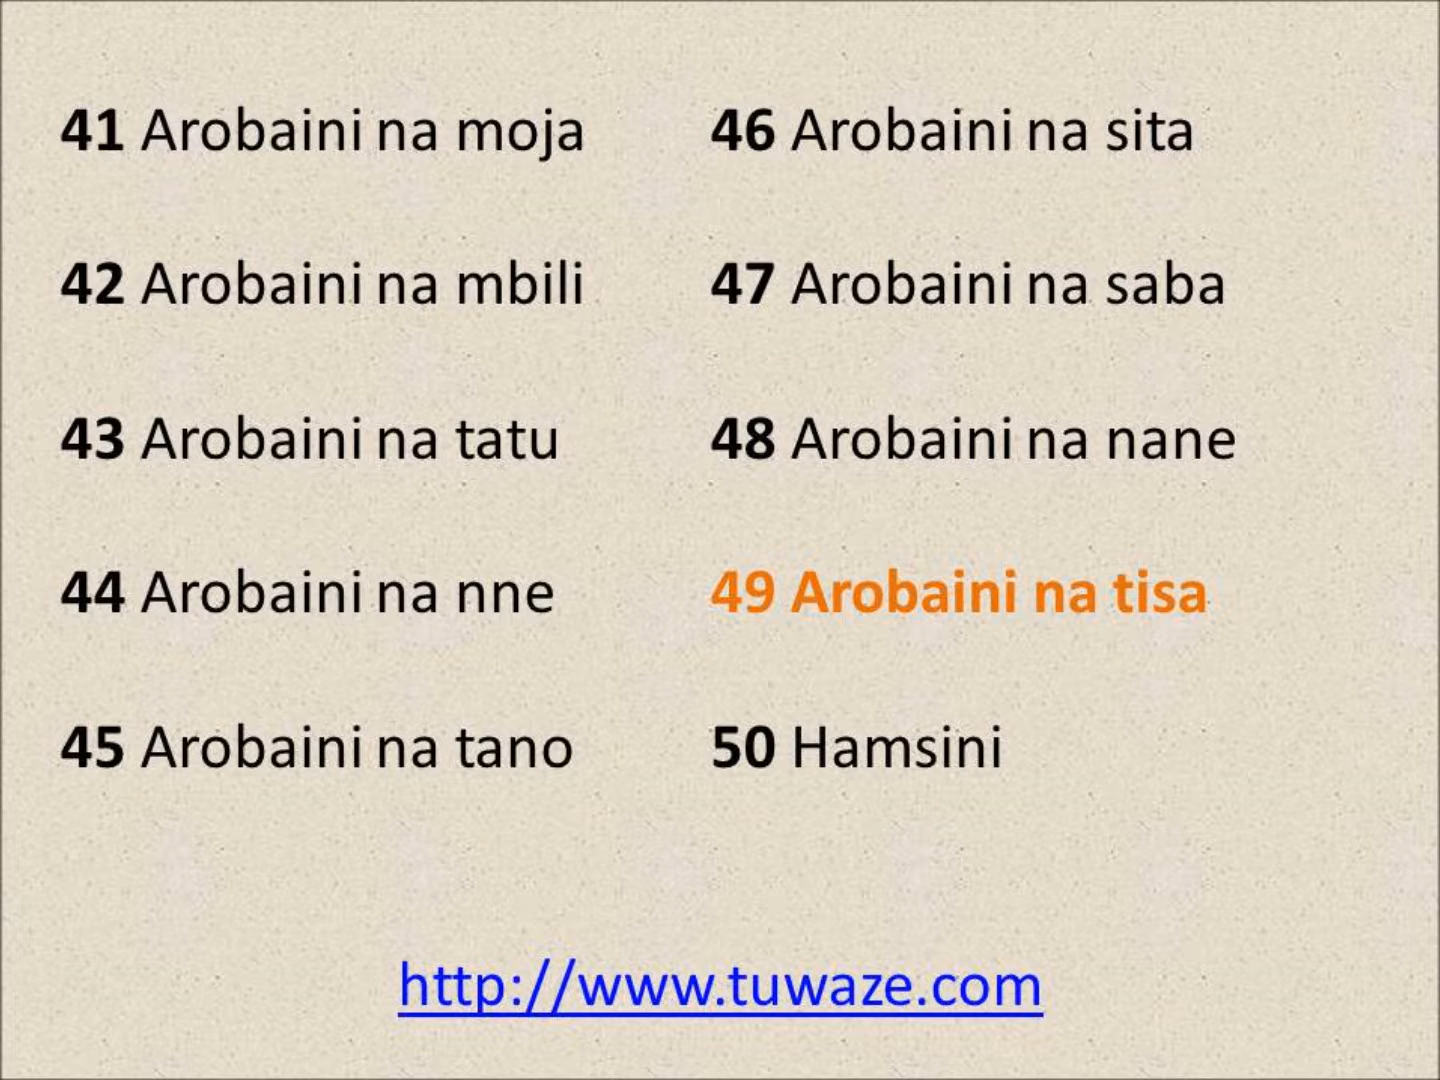 41 Arobaini na moja
42 Arobaini na mbili
43 Arobaini na tatu
44 Arobaini na nne
45 Arobaini na tano
46 Arobaini na sita
47 Arobaini na saba
48 Arobaini na nane
49 Arobaini na tisa
50 Hamsini
http://www.tuwaze.com